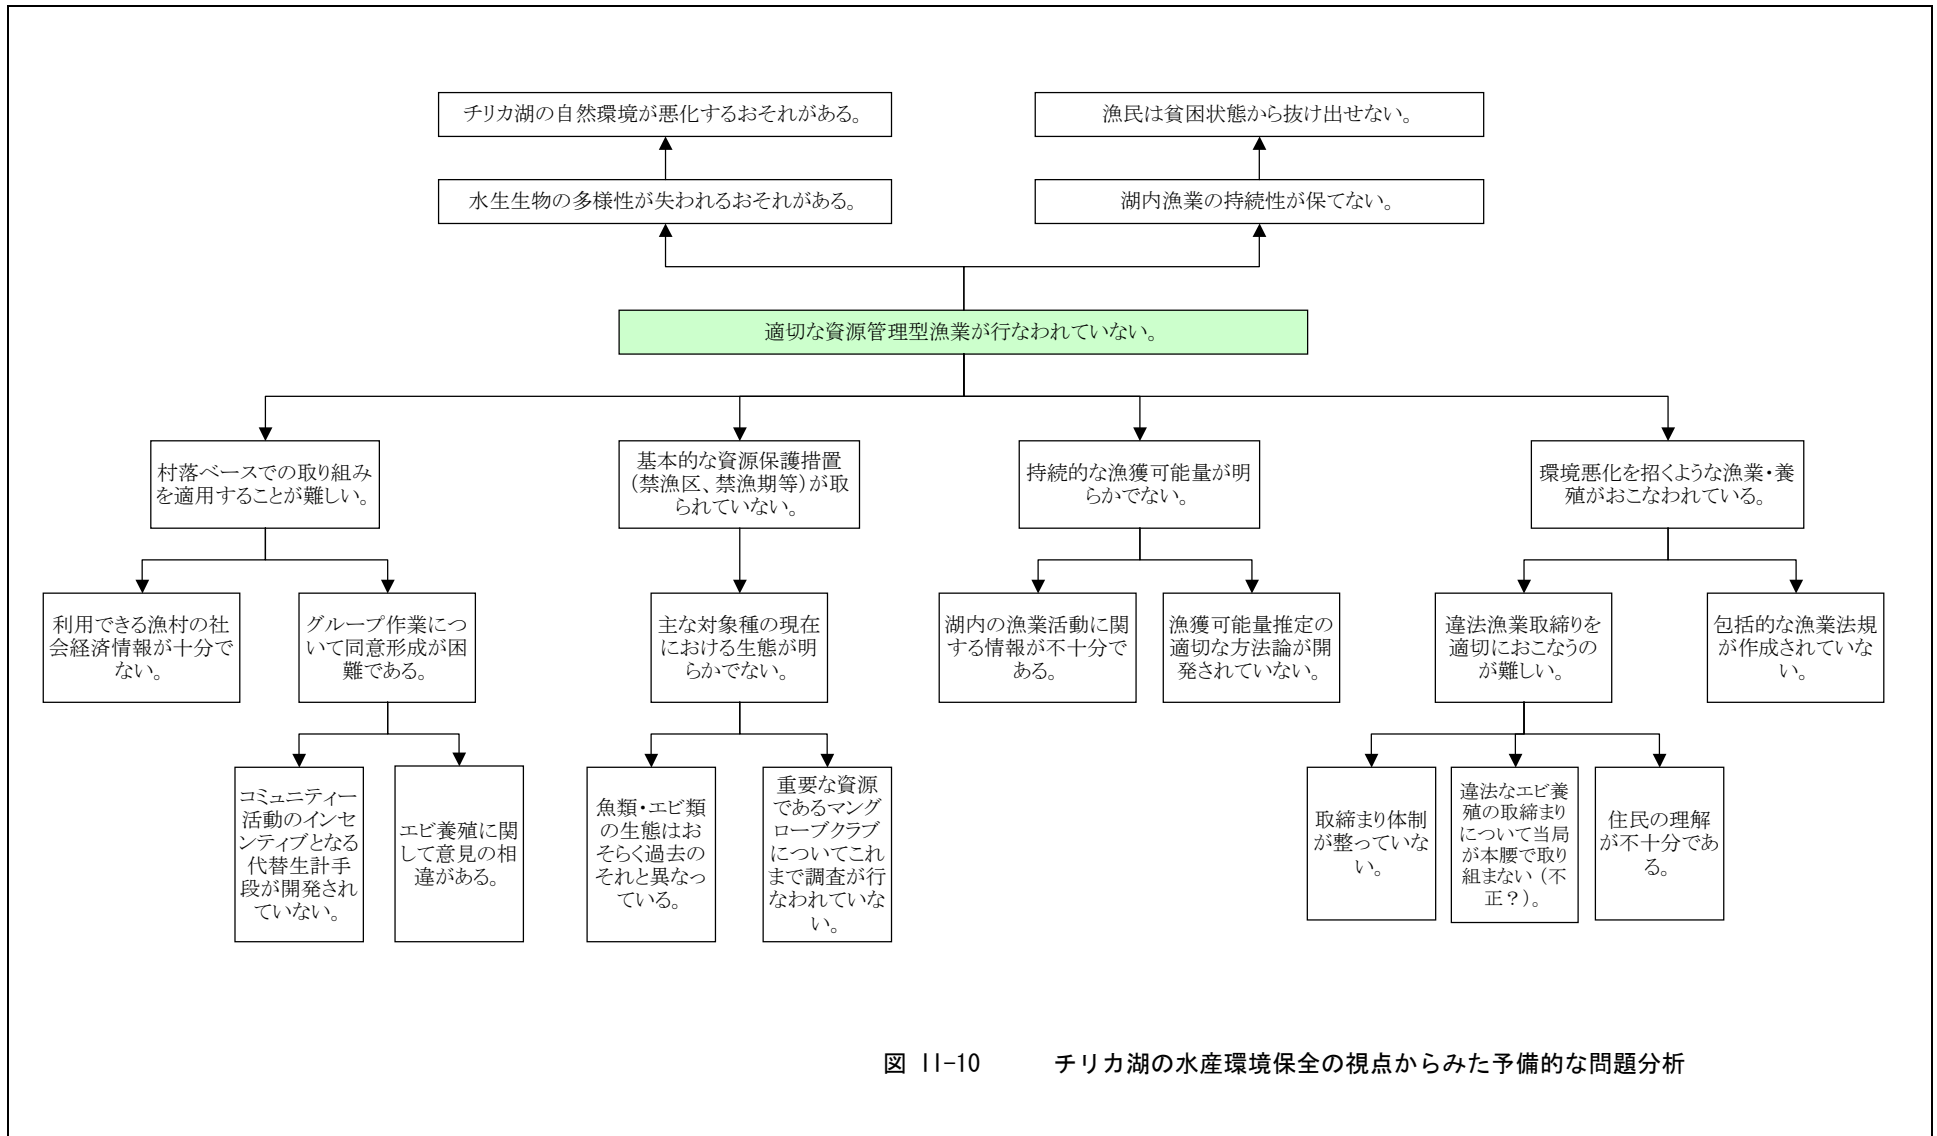 チリカ湖の自然環境が悪化するおそれがある。
漁民は貧困状態から抜け出せない。
水生生物の多様性が失われるおそれがある。
湖内漁業の持続性が保てない。
適切な資源管理型漁業が行なわれていない。
村落ベースでの取り組み
を適用することが難しい。
基本的な資源保護措置
(禁漁区、禁漁期等)が取
られていない。
持続的な漁獲可能量が明
らかでない。
環境悪化を招くような漁業・養
殖がおこなわれている。
利用できる漁村の社
会経済情報が十分で
ない。
グループ作業につ
いて同意形成が困
難である。
主な対象種の現在
における生態が明
らかでない。
湖内の漁業活動に関
する情報が不十分で
ある。
漁獲可能量推定の
適切な方法論が開
発されていない。
違法漁業取締りを
適切におこなうの
が難しい。
包括的な漁業法規
が作成されていな
い。
コミュニティー
活動のインセ
ンティブとなる
代替生計手
段が開発され
ていない。
エビ養殖に関
して意見の相
違がある。
魚類・エビ類
の生態はお
そらく過去の
それと異なっ
ている。
重要な資源
であるマング
ローブクラブ
についてこれ
まで調査が行
なわれていな
い。
取締まり体制
が整っていな
い。
違法なエビ養
殖の取締まり
について当局
が本腰で取り
組まない(不
正?)。
住民の理解
が不十分であ
る。
図 II-10 チリカ湖の水産環境保全の視点からみた予備的な問題分析